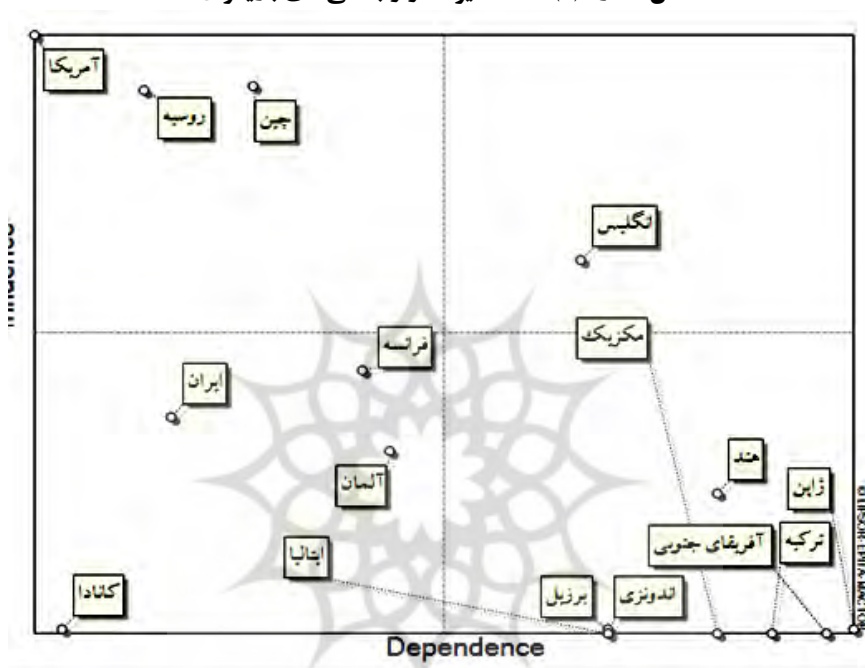 آمریکا
روسیه
چین
انگلیس
مکزیک
فرانسه
ایران
هند
آلمان
ژاپن
ترکیه
آفریقای جنوبی
ایتالیا
اندونزی
برزیل
کانادا
Dependence